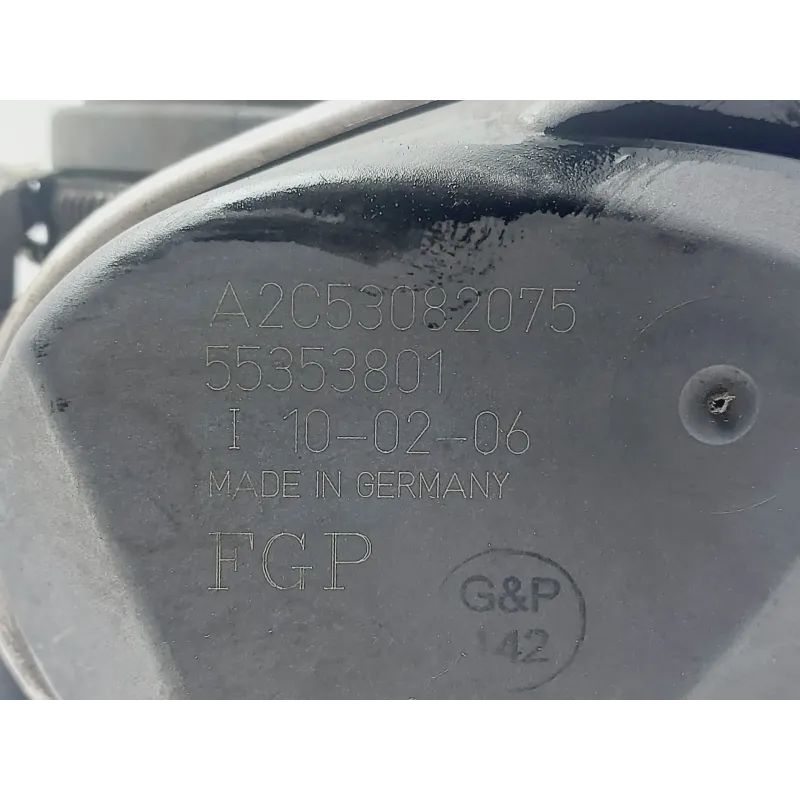 A2C53082075
55353801
I 10-02-06
MADE IN GERMANY
FGP
G&P
142